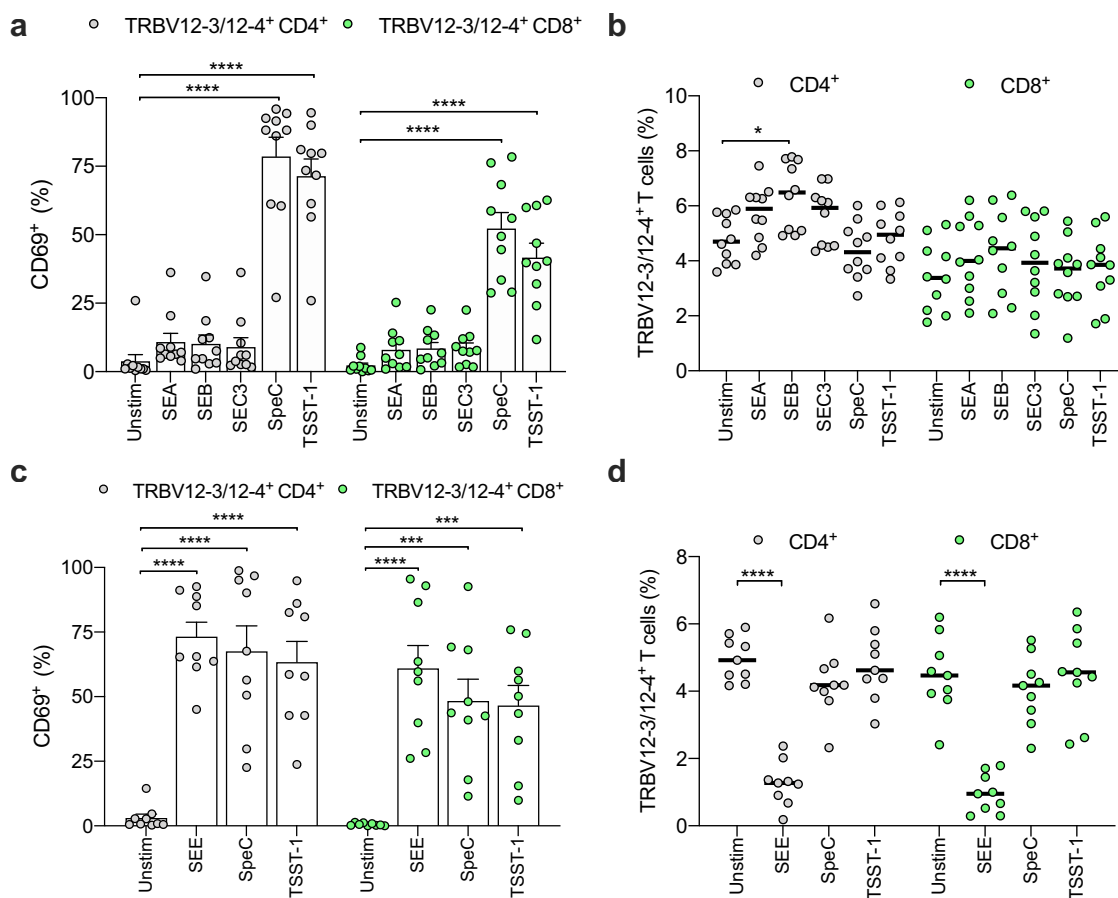 a
TRBV12-3/12-4⁺ CD4⁺ TRBV12-3/12-4⁺ CD8⁺
****
****
****
****
CD69⁺ (%)
100
75
50
25
0
Unstim SEA SEB SEC3 SpeC TSST-1 Unstim SEA SEB SEC3 SpeC TSST-1
b
CD4⁺ CD8⁺
*
TRBV12-3/12-4⁺ T cells (%)
10
8
6
4
2
0
Unstim SEA SEB SEC3 SpeC TSST-1 Unstim SEA SEB SEC3 SpeC TSST-1
c
TRBV12-3/12-4⁺ CD4⁺ TRBV12-3/12-4⁺ CD8⁺
****
****
****
***
***
****
CD69⁺ (%)
100
75
50
25
0
Unstim SEE SpeC TSST-1 Unstim SEE SpeC TSST-1
d
CD4⁺ CD8⁺
**** ****
TRBV12-3/12-4⁺ T cells (%)
8
6
4
2
0
Unstim SEE SpeC TSST-1 Unstim SEE SpeC TSST-1